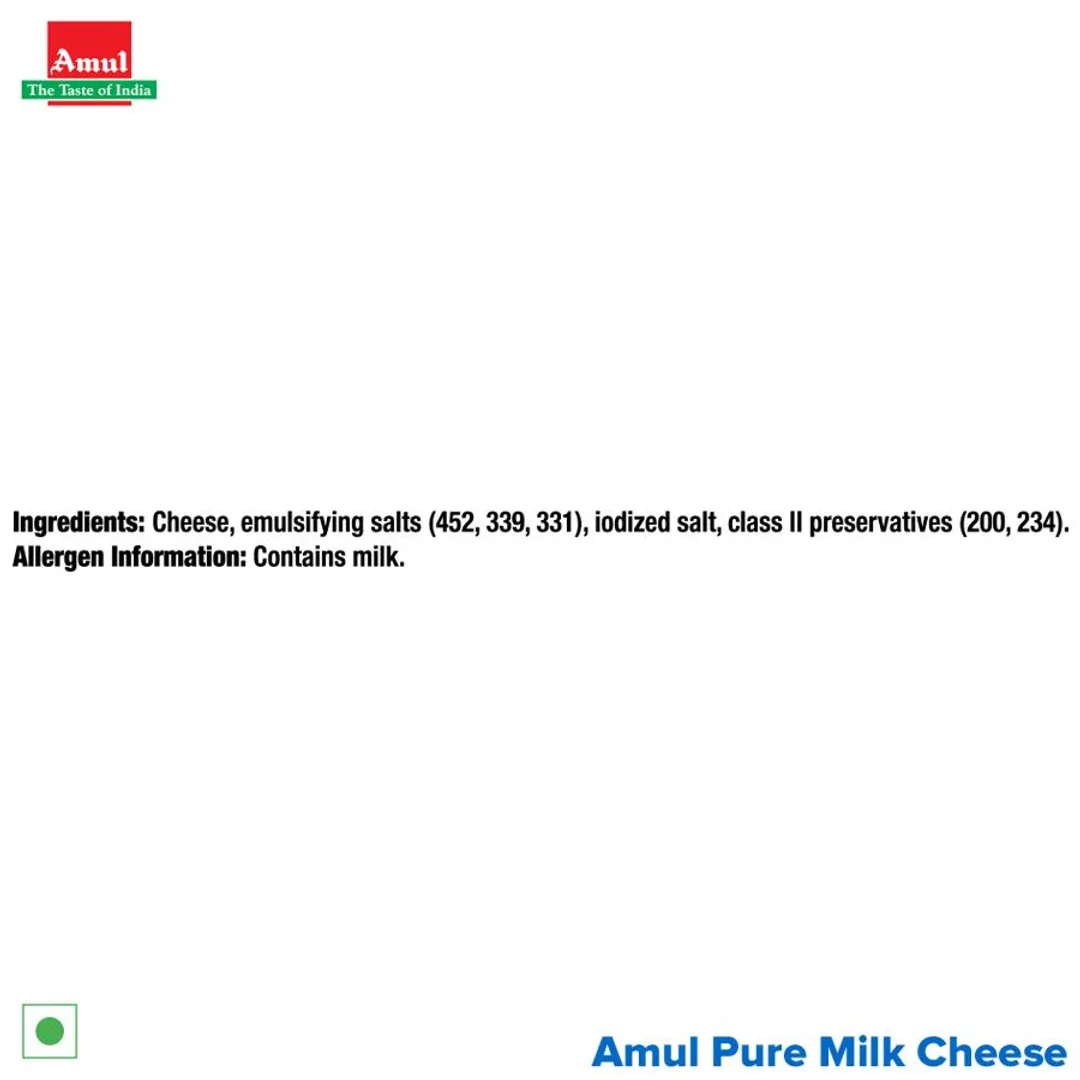 Amul
The Taste of India
Ingredients: Cheese, emulsifying salts (452, 339, 331), iodized salt, class II preservatives (200, 234).
Allergen Information: Contains milk.
Amul Pure Milk Cheese